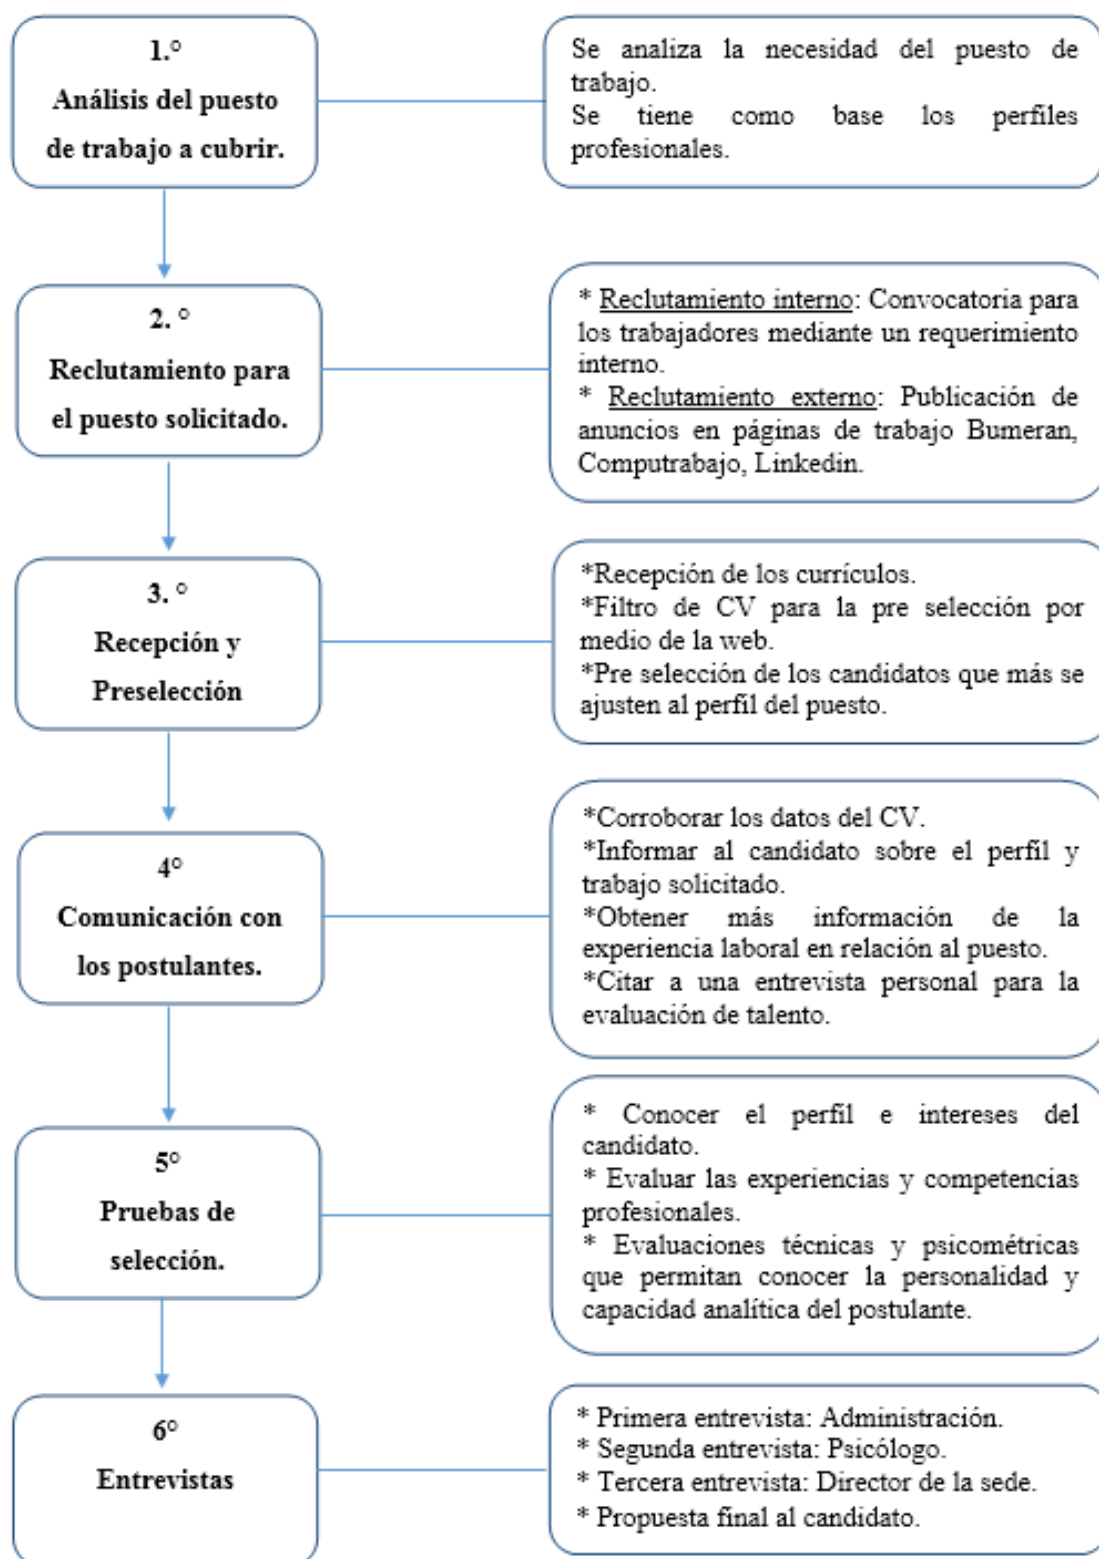 1.°
Análisis del puesto
de trabajo a cubrir.
Se analiza la necesidad del puesto de
trabajo.
Se tiene como base los perfiles
profesionales.
2. °
Reclutamiento para
el puesto solicitado.
* Reclutamiento interno: Convocatoria para
los trabajadores mediante un requerimiento
interno.
* Reclutamiento externo: Publicación de
anuncios en páginas de trabajo Bumeran,
Computrabajo, Linkedin.
3. °
Recepción y
Preselección
*Recepción de los currículos.
*Filtro de CV para la pre selección por
medio de la web.
*Pre selección de los candidatos que más se
ajusten al perfil del puesto.
4°
Comunicación con
los postulantes.
*Corroborar los datos del CV.
*Informar al candidato sobre el perfil y
trabajo solicitado.
*Obtener más información de la
experiencia laboral en relación al puesto.
*Citar a una entrevista personal para la
evaluación de talento.
5°
Pruebas de
selección.
* Conocer el perfil e intereses del
candidato.
* Evaluar las experiencias y competencias
profesionales.
* Evaluaciones técnicas y psicométricas
que permitan conocer la personalidad y
capacidad analítica del postulante.
6°
Entrevistas
* Primera entrevista: Administración.
* Segunda entrevista: Psicólogo.
* Tercera entrevista: Director de la sede.
* Propuesta final al candidato.